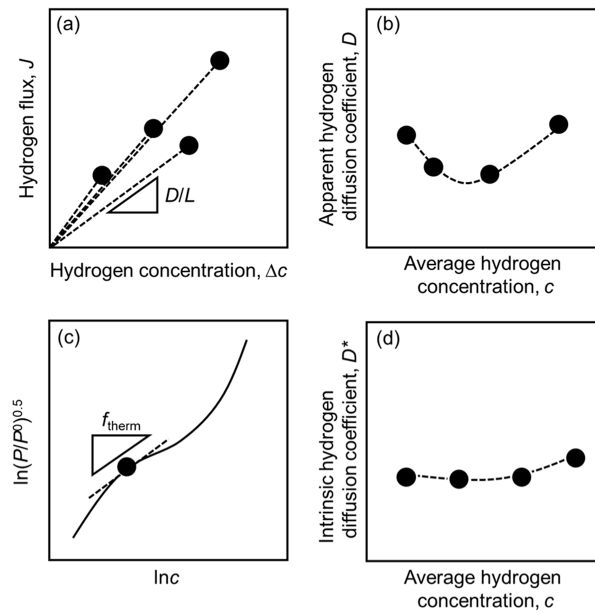 (a)
Hydrogen flux, J
D/L
Hydrogen concentration, Δc
(b)
Apparent hydrogen
diffusion coefficient, D
Average hydrogen
concentration, c
(c)
ln(P/P⁰)⁰·⁵
f_therm
lnc
(d)
Intrinsic hydrogen
diffusion coefficient, D*
Average hydrogen
concentration, c